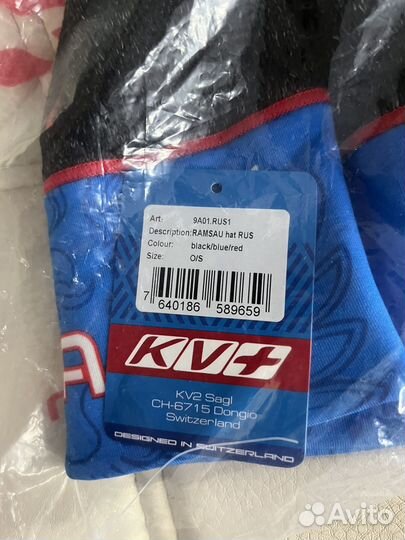 Art: 9A01.RUS1
Description: RAMSAU hat RUS
Colour: black/blue/red
Size: O/S
7 640186 589659
KV+
KV2 Sagl
CH-6715 Dongio
Switzerland
DESIGNED IN SWITZERLAND
A
Avito